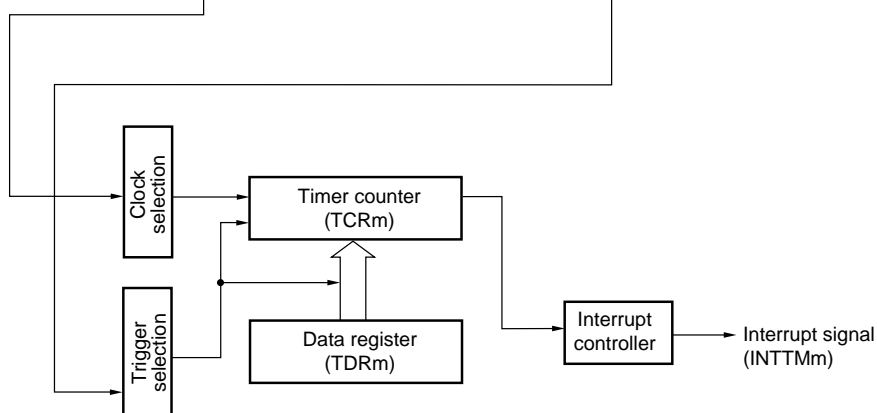 Clock
selection
Timer counter
(TCRm)
Trigger
selection
Data register
(TDRm)
Interrupt
controller
Interrupt signal
(INTTMm)